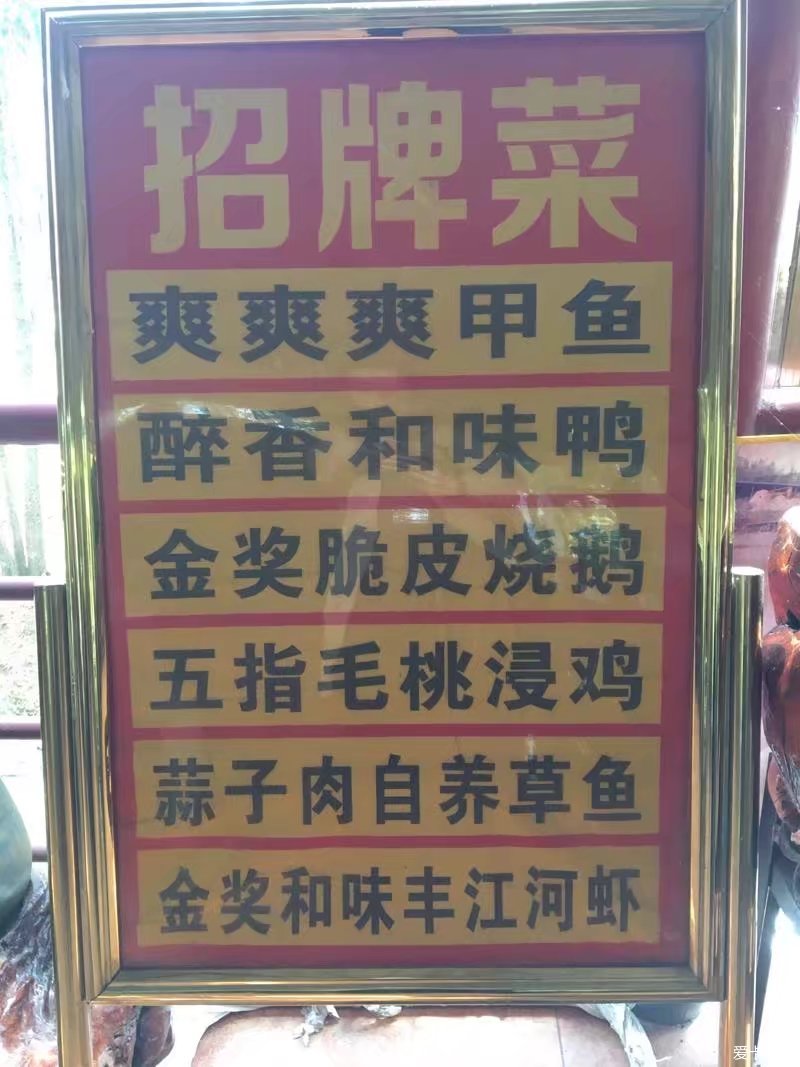 招牌菜
爽爽爽甲鱼
醉香和味鸭
金奖脆皮烧鹅
五指毛桃浸鸡
蒜子肉自养草鱼
金奖和味丰江河虾